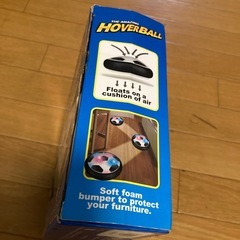 THE AMAZING
HOVERBALL
Floats on a
cushion of air
Soft foam
bumper to protect
your furniture.